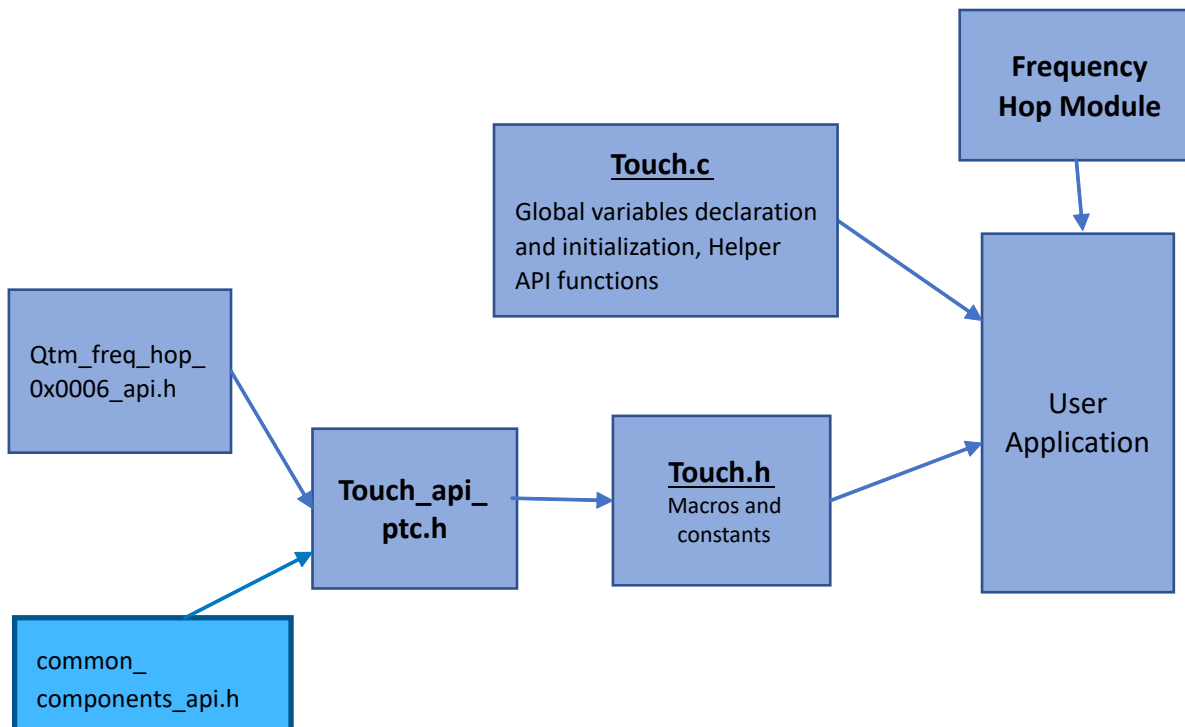 Frequency
Hop Module
Touch.c
Global variables declaration
and initialization, Helper
API functions
Qtm_freq_hop_
0x0006_api.h
Touch_api_
ptc.h
Touch.h
Macros and
constants
User
Application
common_
components_api.h